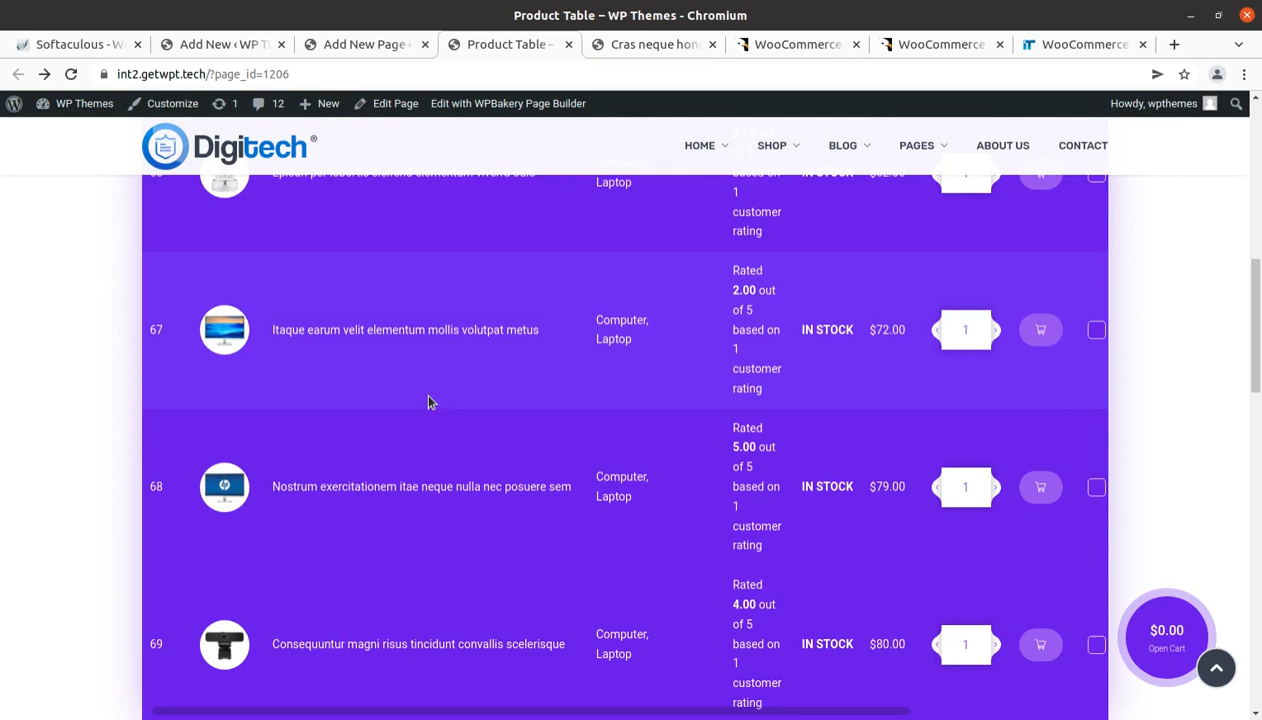 Product Table – WP Themes - Chromium
Softaculous - W
Add New ‹ WP T
Add New Page
Product Table –
Cras neque hon
WooCommerce
WooCommerce
WooCommerce
int2.getwpt.tech/?page_id=1206
WP Themes
Customize
1
12
New
Edit Page
Edit with WPBakery Page Builder
Howdy, wpthemes
Digitech®
HOME
SHOP
BLOG
PAGES
ABOUT US
CONTACT
Laptop
based on
1
customer
rating
67
Itaque earum velit elementum mollis volutpat metus
Computer,
Laptop
Rated
2.00 out
of 5
based on
1
customer
rating
IN STOCK
$72.00
1
68
Nostrum exercitationem itae neque nulla nec posuere sem
Computer,
Laptop
Rated
5.00 out
of 5
based on
1
customer
rating
IN STOCK
$79.00
1
69
Consequuntur magni risus tincidunt convallis scelerisque
Computer,
Laptop
Rated
4.00 out
of 5
based on
1
customer
rating
IN STOCK
$80.00
1
$0.00
Open Cart